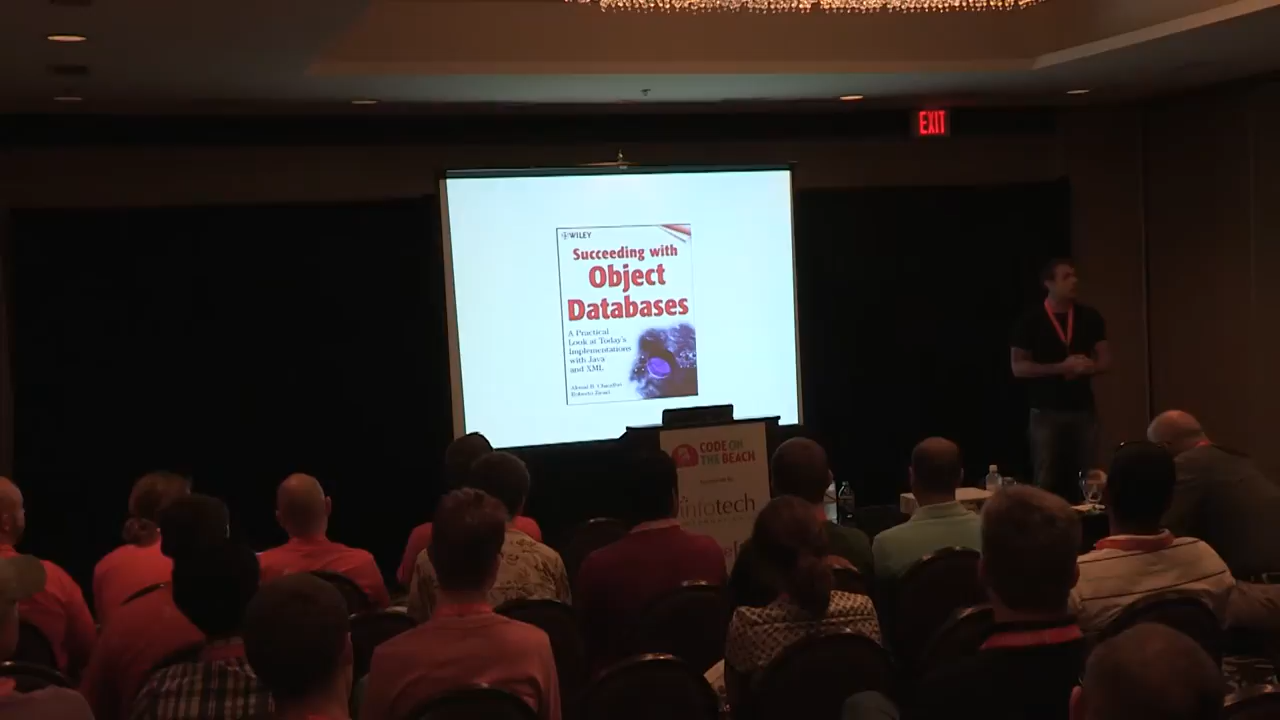 EXIT
WILEY
Succeeding with
Object
Databases
A Practical
Look at Today's
Implementations
with Java
and XML
CODE ON
THE BEACH
infotech